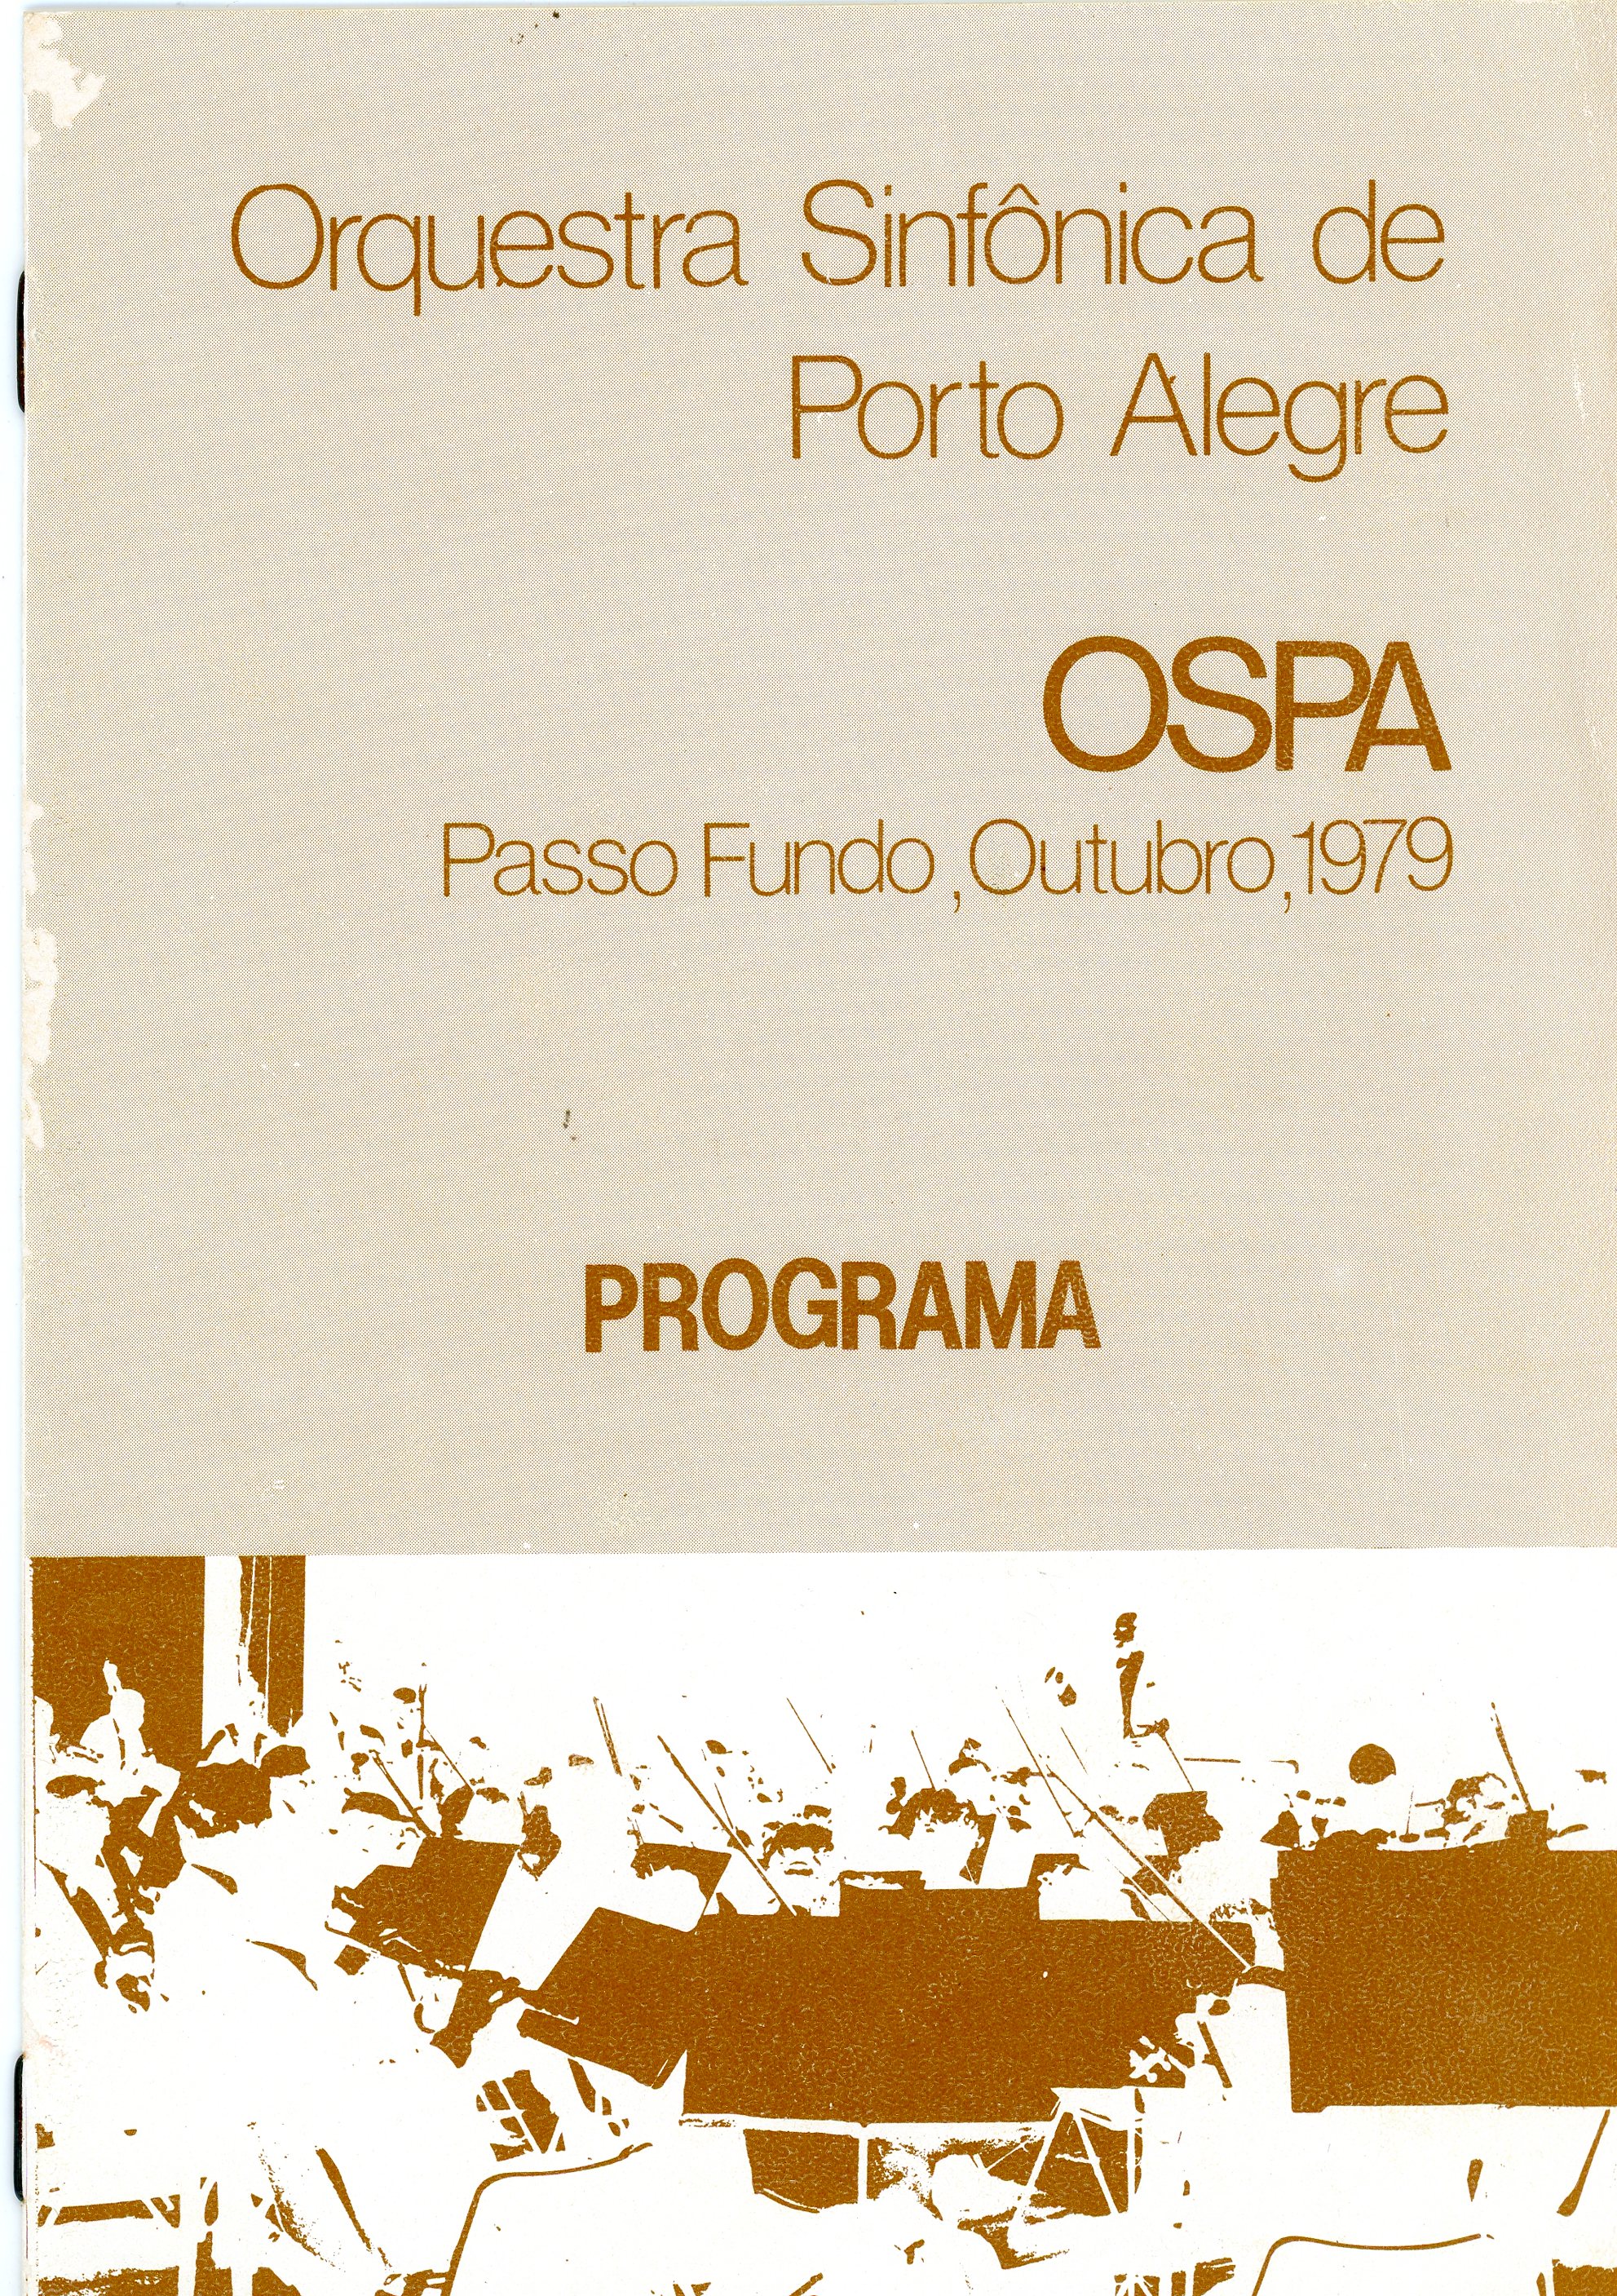 Orquestra Sinfônica de
Porto Alegre
OSPA
Passo Fundo, Outubro, 1979
PROGRAMA